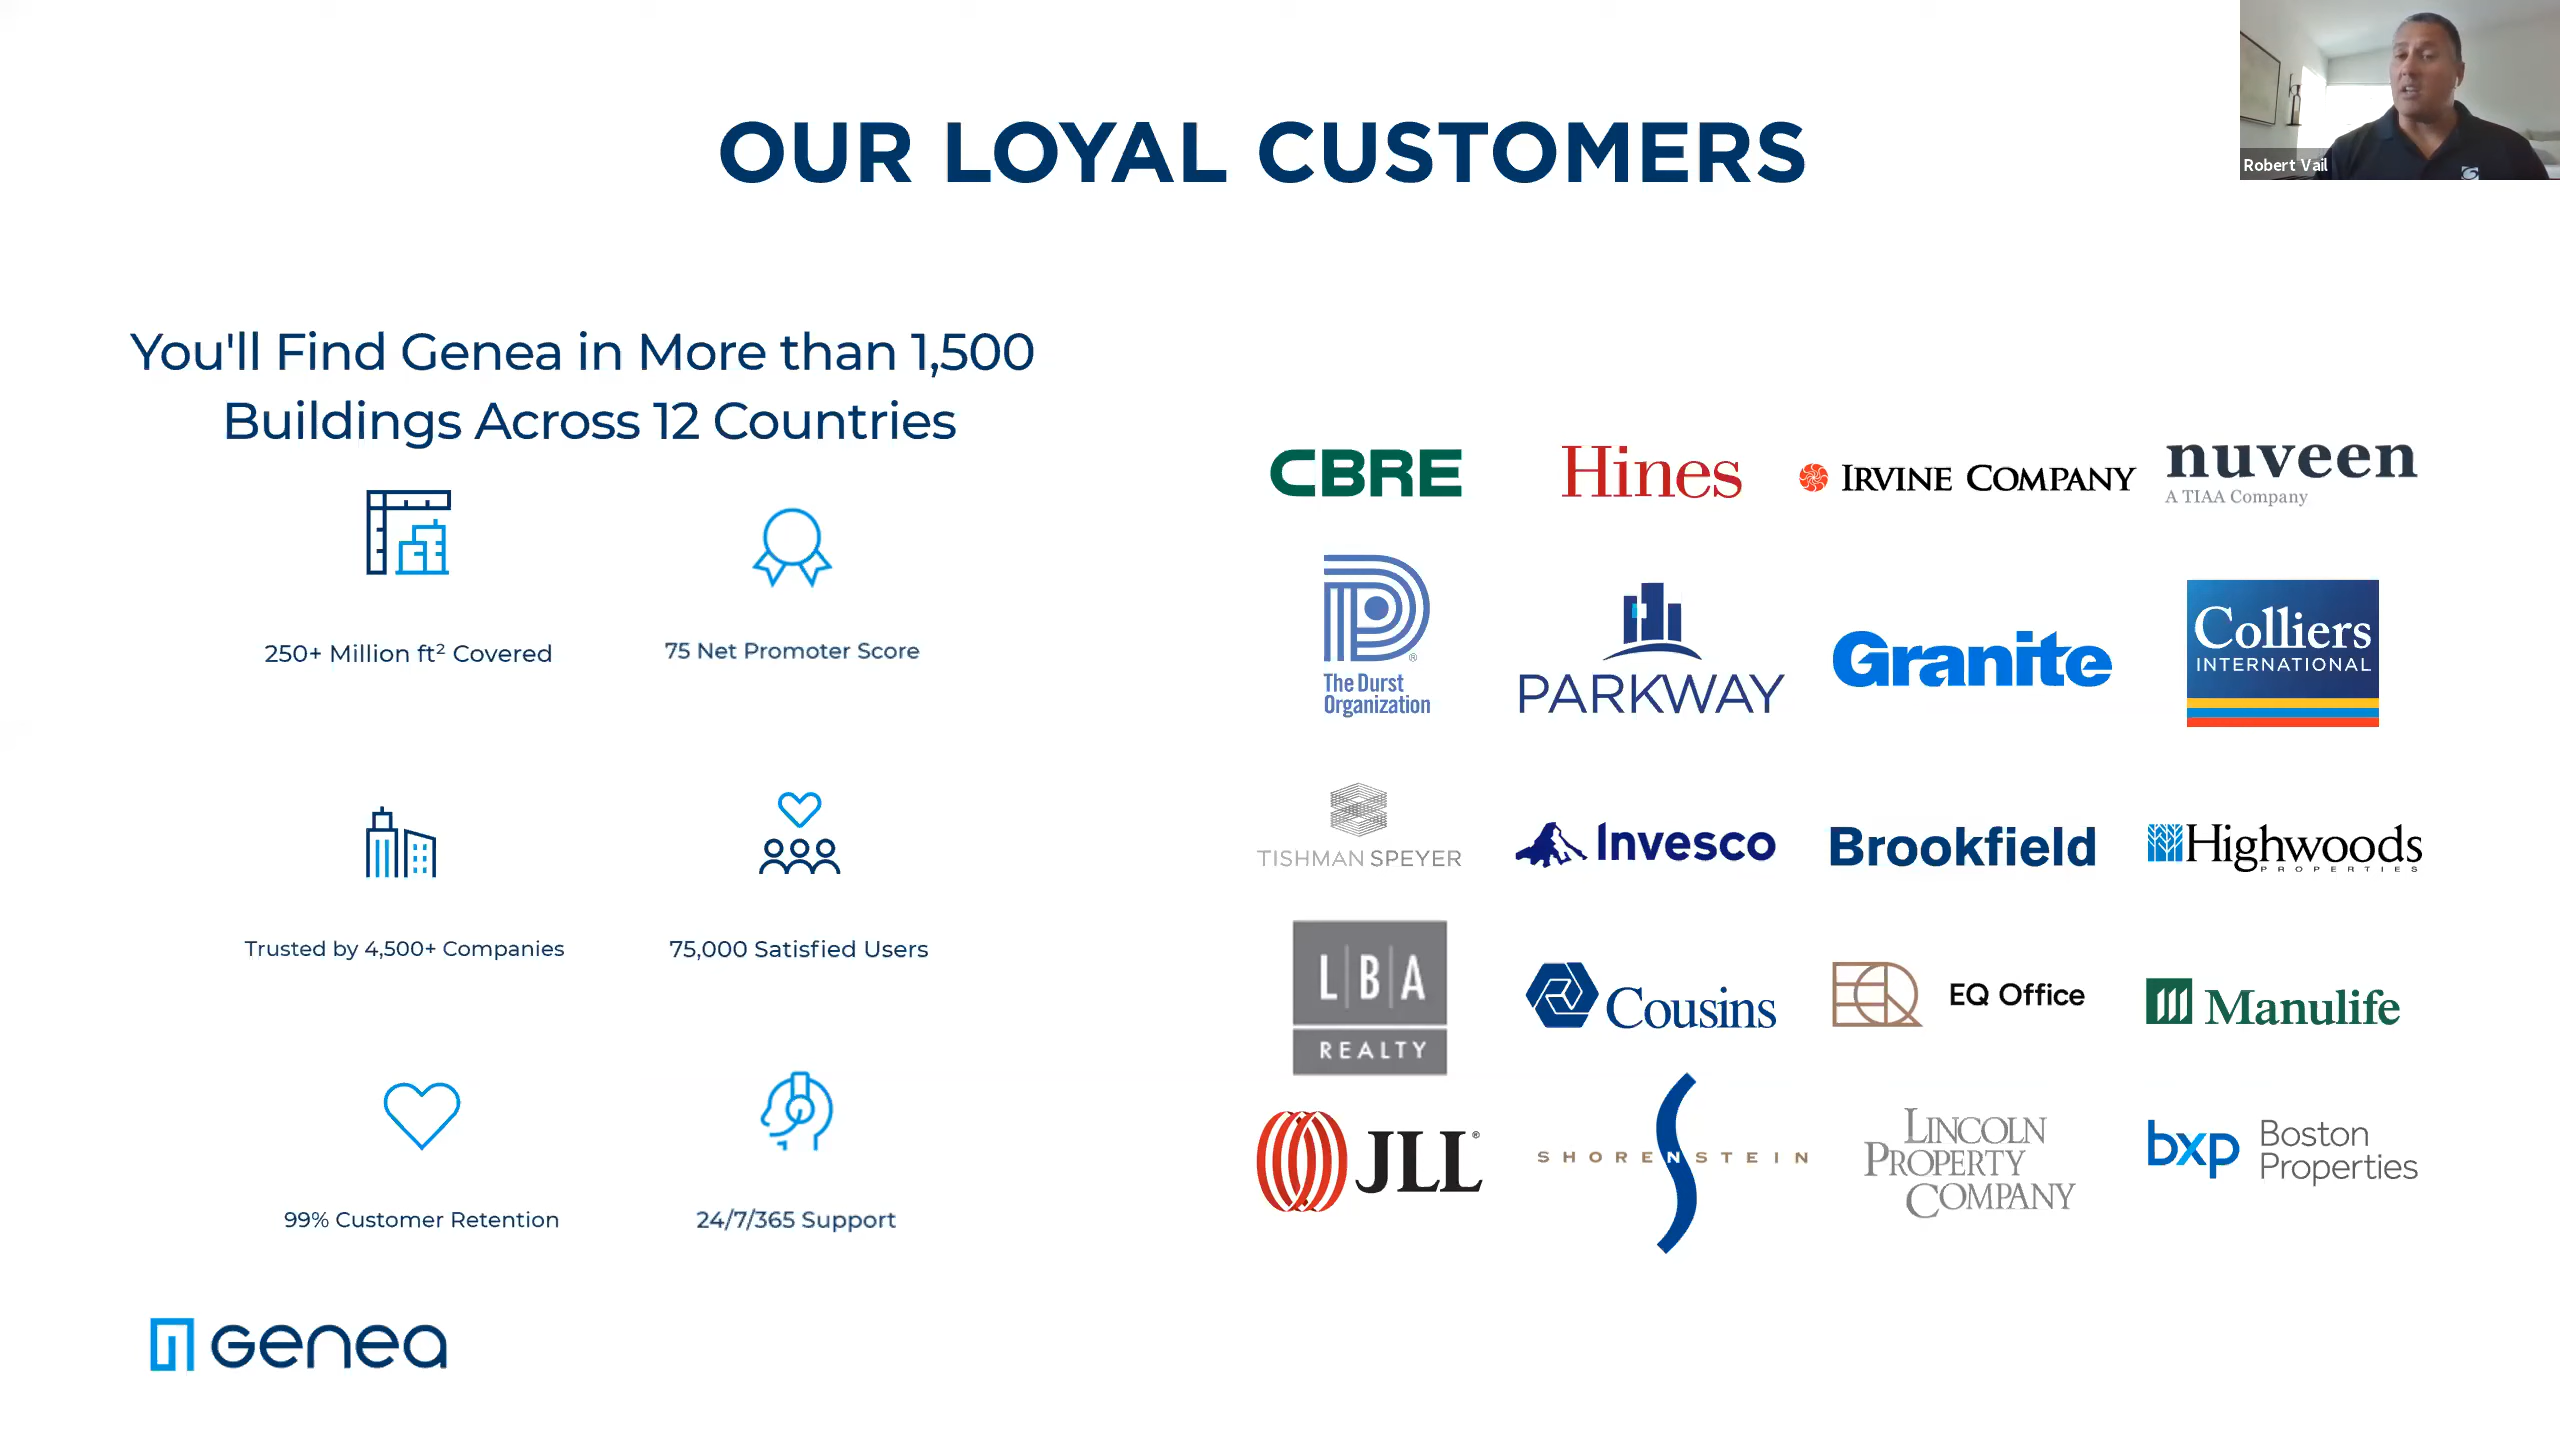 OUR LOYAL CUSTOMERS
Robert Vail
You'll Find Genea in More than 1,500
Buildings Across 12 Countries
250+ Million ft² Covered
75 Net Promoter Score
Trusted by 4,500+ Companies
75,000 Satisfied Users
99% Customer Retention
24/7/365 Support
Genea
CBRE
Hines
IRVINE COMPANY
nuveen
A TIAA Company
The Durst
Organization
®
PARKWAY
Granite
Colliers
INTERNATIONAL
TISHMAN SPEYER
Invesco
Brookfield
Highwoods
PROPERTIES
L|B|A
REALTY
Cousins
EQ Office
Manulife
JLL®
SHORENSTEIN
LINCOLN
PROPERTY
COMPANY
bxp
Boston
Properties